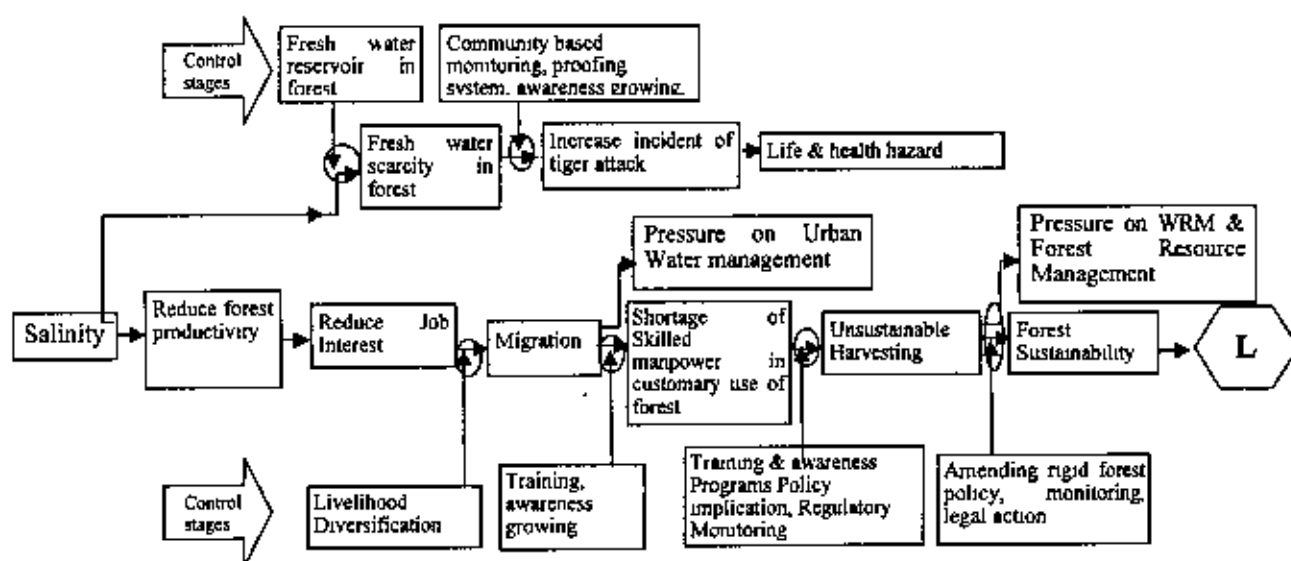 Control
stages
Fresh water
reservoir in
forest
Community based
monitoring, proofing
system, awareness growing.
Fresh water
scarcity in
forest
Increase incident of
tiger attack
Life & health hazard
Pressure on Urban
Water management
Pressure on WRM &
Forest Resource
Management
Salinity
Reduce forest
productivity
Reduce Job
Interest
Migration
Shortage of
Skilled
manpower in
customary use of
forest
Unsustainable
Harvesting
Forest
Sustainability
L
Control
stages
Livelihood
Diversification
Training,
awareness
growing
Training & awareness
Programs Policy
implication, Regulatory
Monitoring
Amending rigid forest
policy, monitoring,
legal action